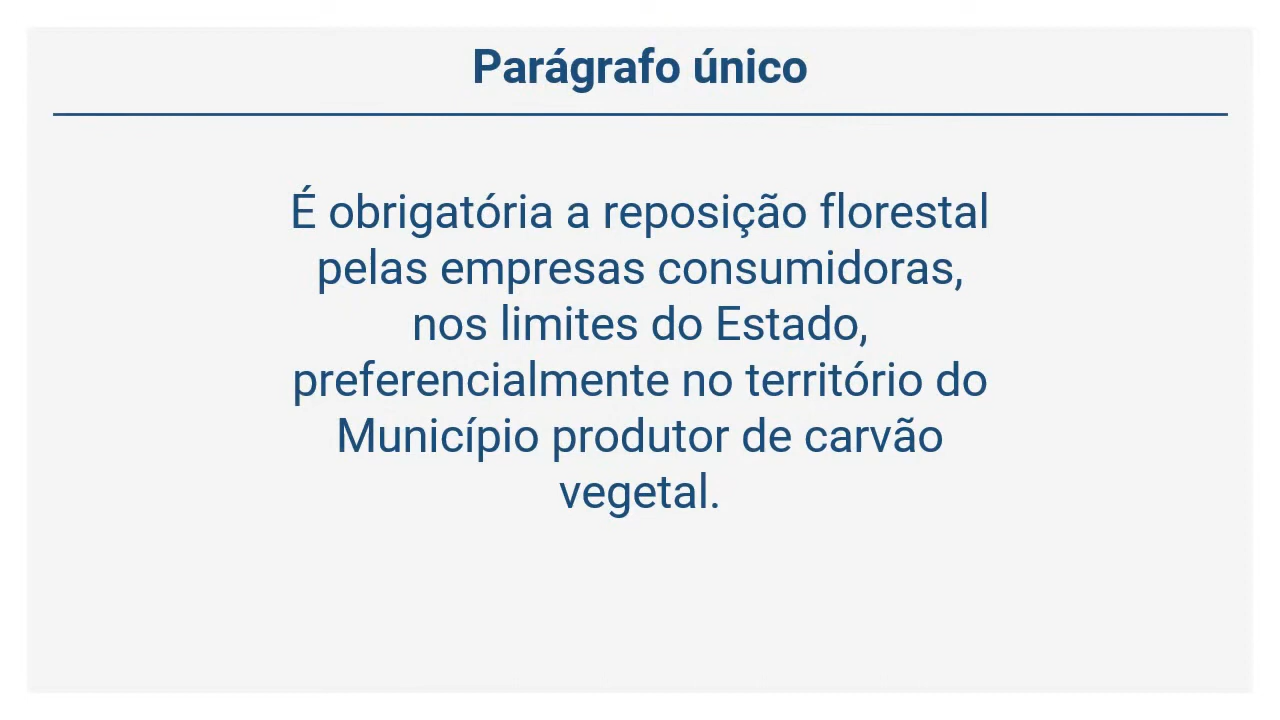 Parágrafo único
É obrigatória a reposição florestal
pelas empresas consumidoras,
nos limites do Estado,
preferencialmente no território do
Município produtor de carvão
vegetal.